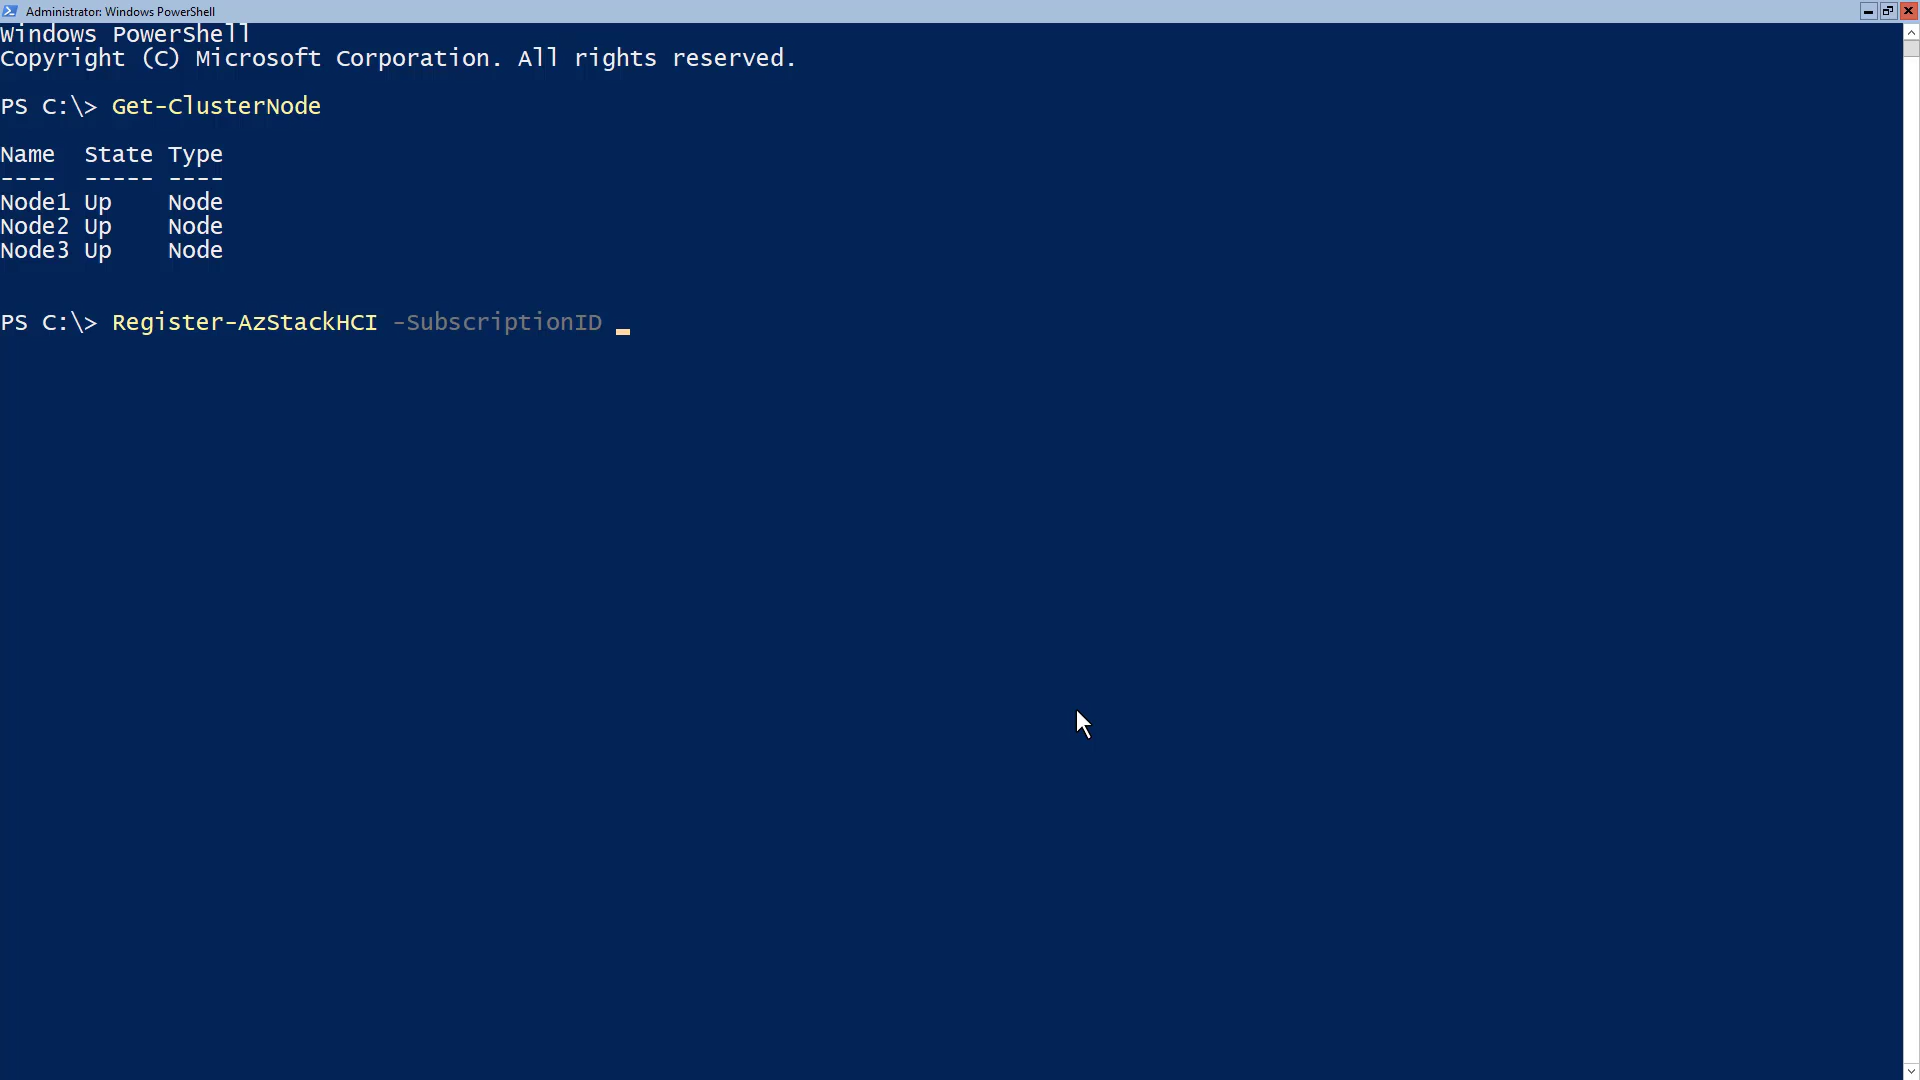 Administrator: Windows PowerShell
Windows PowerShell
Copyright (C) Microsoft Corporation. All rights reserved.
PS C:\> Get-ClusterNode
Name  State Type
----  ----- ----
Node1 Up    Node
Node2 Up    Node
Node3 Up    Node
PS C:\> Register-AzStackHCI -SubscriptionID _